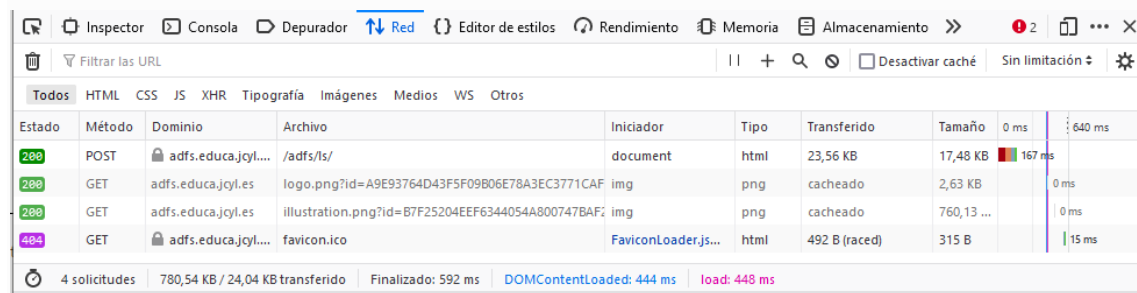 Inspector Consola Depurador Red {} Editor de estilos Rendimiento Memoria Almacenamiento 2
Filtrar las URL Desactivar caché Sin limitación
Todos HTML CSS JS XHR Tipografía Imágenes Medios WS Otros
Estado Método Dominio Archivo Iniciador Tipo Transferido Tamaño 0 ms 640 ms
200 POST adfs.educa.jcyl.... /adfs/ls/ document html 23,56 KB 17,48 KB 167 ms
200 GET adfs.educa.jcyl.es logo.png?id=A9E93764D43F5F09B06E78A3EC3771CAF img png cacheado 2,63 KB 0 ms
200 GET adfs.educa.jcyl.es illustration.png?id=B7F25204EEF6344054A800747BAF2 img png cacheado 760,13 ... 0 ms
404 GET adfs.educa.jcyl.... favicon.ico FaviconLoader.js... html 492 B (raced) 315 B 15 ms
4 solicitudes 780,54 KB / 24,04 KB transferido Finalizado: 592 ms DOMContentLoaded: 444 ms load: 448 ms